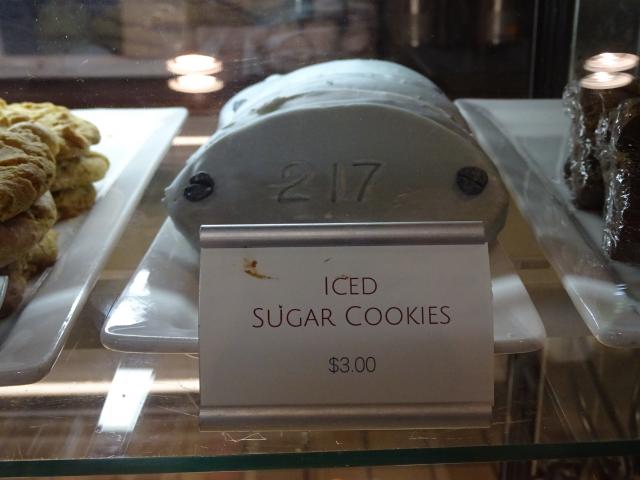 217
ICED
SUGAR COOKIES
$3.00